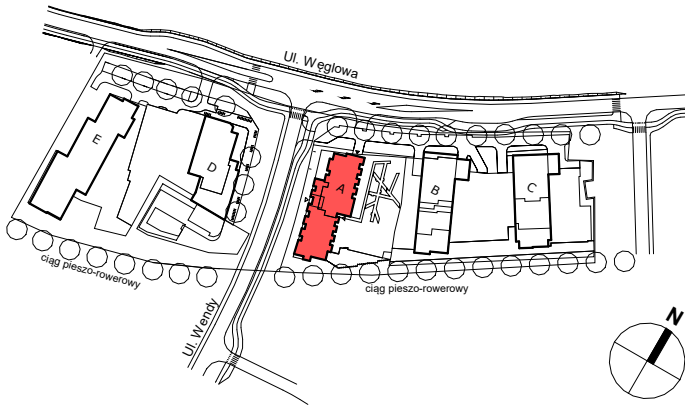 Ul. Węglowa
E
D
A
B
C
ciąg pieszo-rowerowy
ciąg pieszo-rowerowy
Ul. Wendy
N